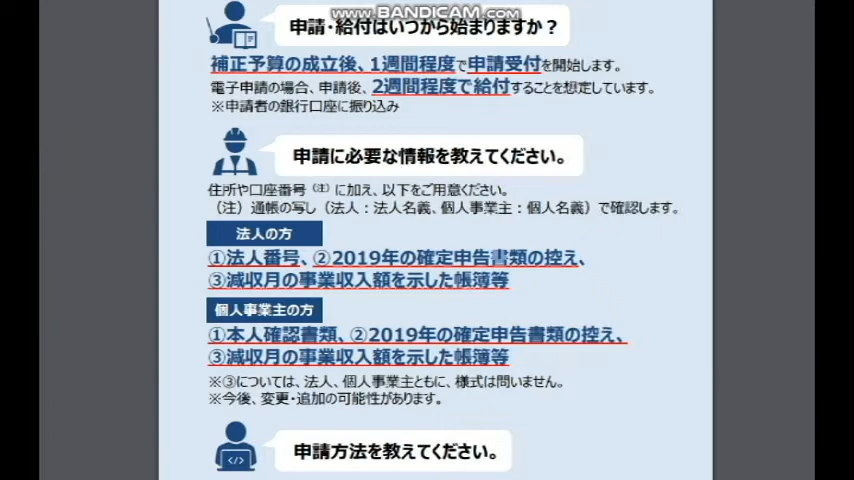 www.BANDICAM.com
申請・給付はいつから始まりますか？
補正予算の成立後、1週間程度で申請受付を開始します。
電子申請の場合、申請後、2週間程度で給付することを想定しています。
※申請者の銀行口座に振り込み
申請に必要な情報を教えてください。
住所や口座番号（注）に加え、以下をご用意ください。
（注）通帳の写し（法人：法人名義、個人事業主：個人名義）で確認します。
法人の方
①法人番号、②2019年の確定申告書類の控え、
③減収月の事業収入額を示した帳簿等
個人事業主の方
①本人確認書類、②2019年の確定申告書類の控え、
③減収月の事業収入額を示した帳簿等
※③については、法人、個人事業主ともに、様式は問いません。
※今後、変更・追加の可能性があります。
申請方法を教えてください。